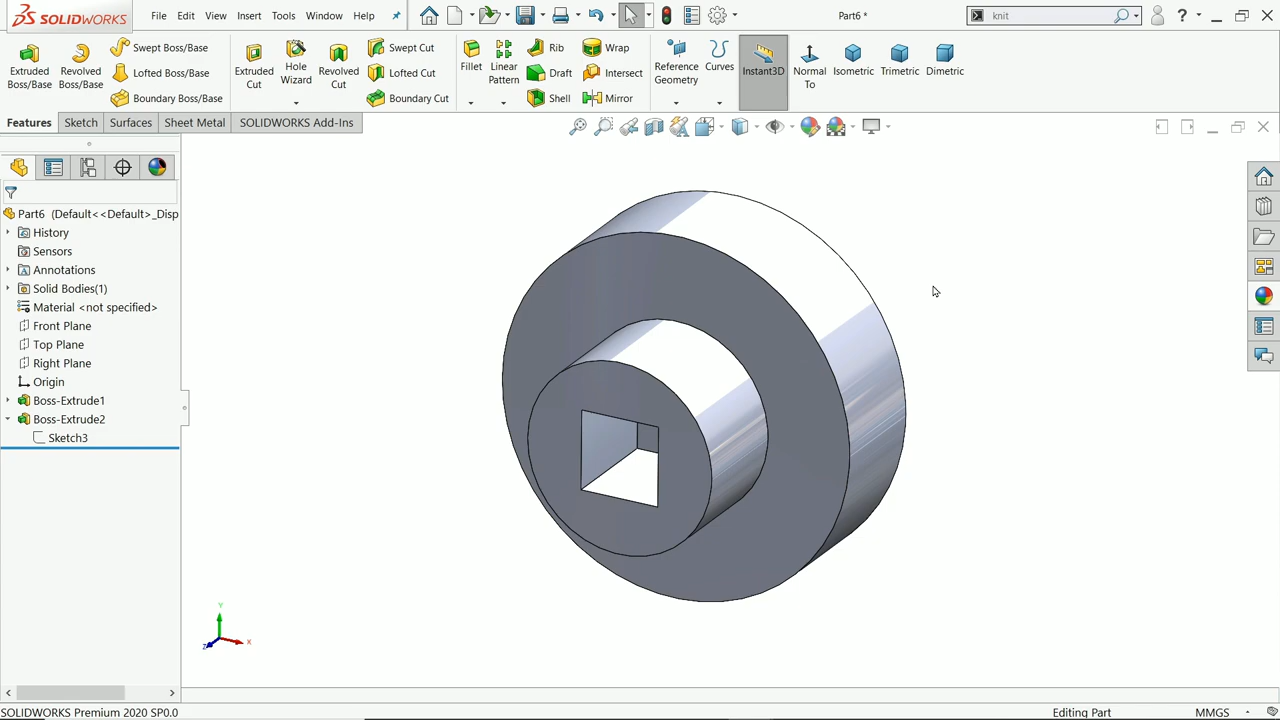 SOLIDWORKS File Edit View Insert Tools Window Help Part6 * knit ?
Extruded Boss/Base
Revolved Boss/Base
Swept Boss/Base
Lofted Boss/Base
Boundary Boss/Base
Extruded Cut
Hole Wizard
Revolved Cut
Swept Cut
Lofted Cut
Boundary Cut
Fillet
Linear Pattern
Rib
Draft
Shell
Wrap
Intersect
Mirror
Reference Geometry
Curves
Instant3D
Normal To
Isometric
Trimetric
Dimetric
Features Sketch Surfaces Sheet Metal SOLIDWORKS Add-Ins
Part6 (Default<<Default>_Disp
History
Sensors
Annotations
Solid Bodies(1)
Material <not specified>
Front Plane
Top Plane
Right Plane
Origin
Boss-Extrude1
Boss-Extrude2
Sketch3
Y
X
Z
SOLIDWORKS Premium 2020 SP0.0 Editing Part MMGS